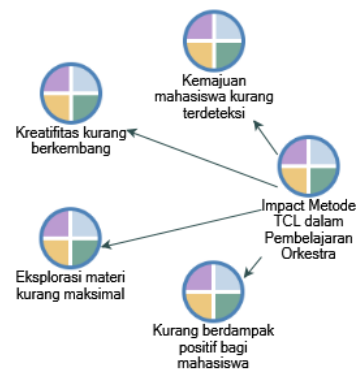 Kemajuan
mahasiswa kurang
terdeteksi
Kreatifitas kurang
berkembang
Impact Metode
TCL dalam
Pembelajaran
Orkestra
Eksplorasi materi
kurang maksimal
Kurang berdampak
positif bagi
mahasiswa